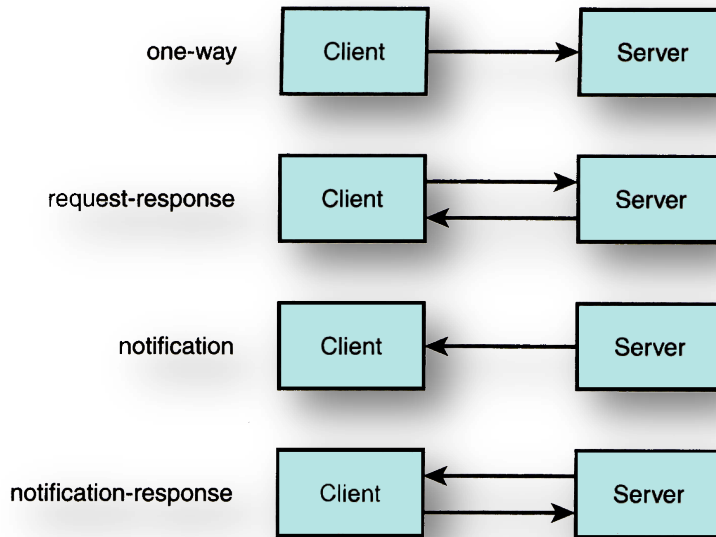 one-way Client Server
request-response Client Server
notification Client Server
notification-response Client Server